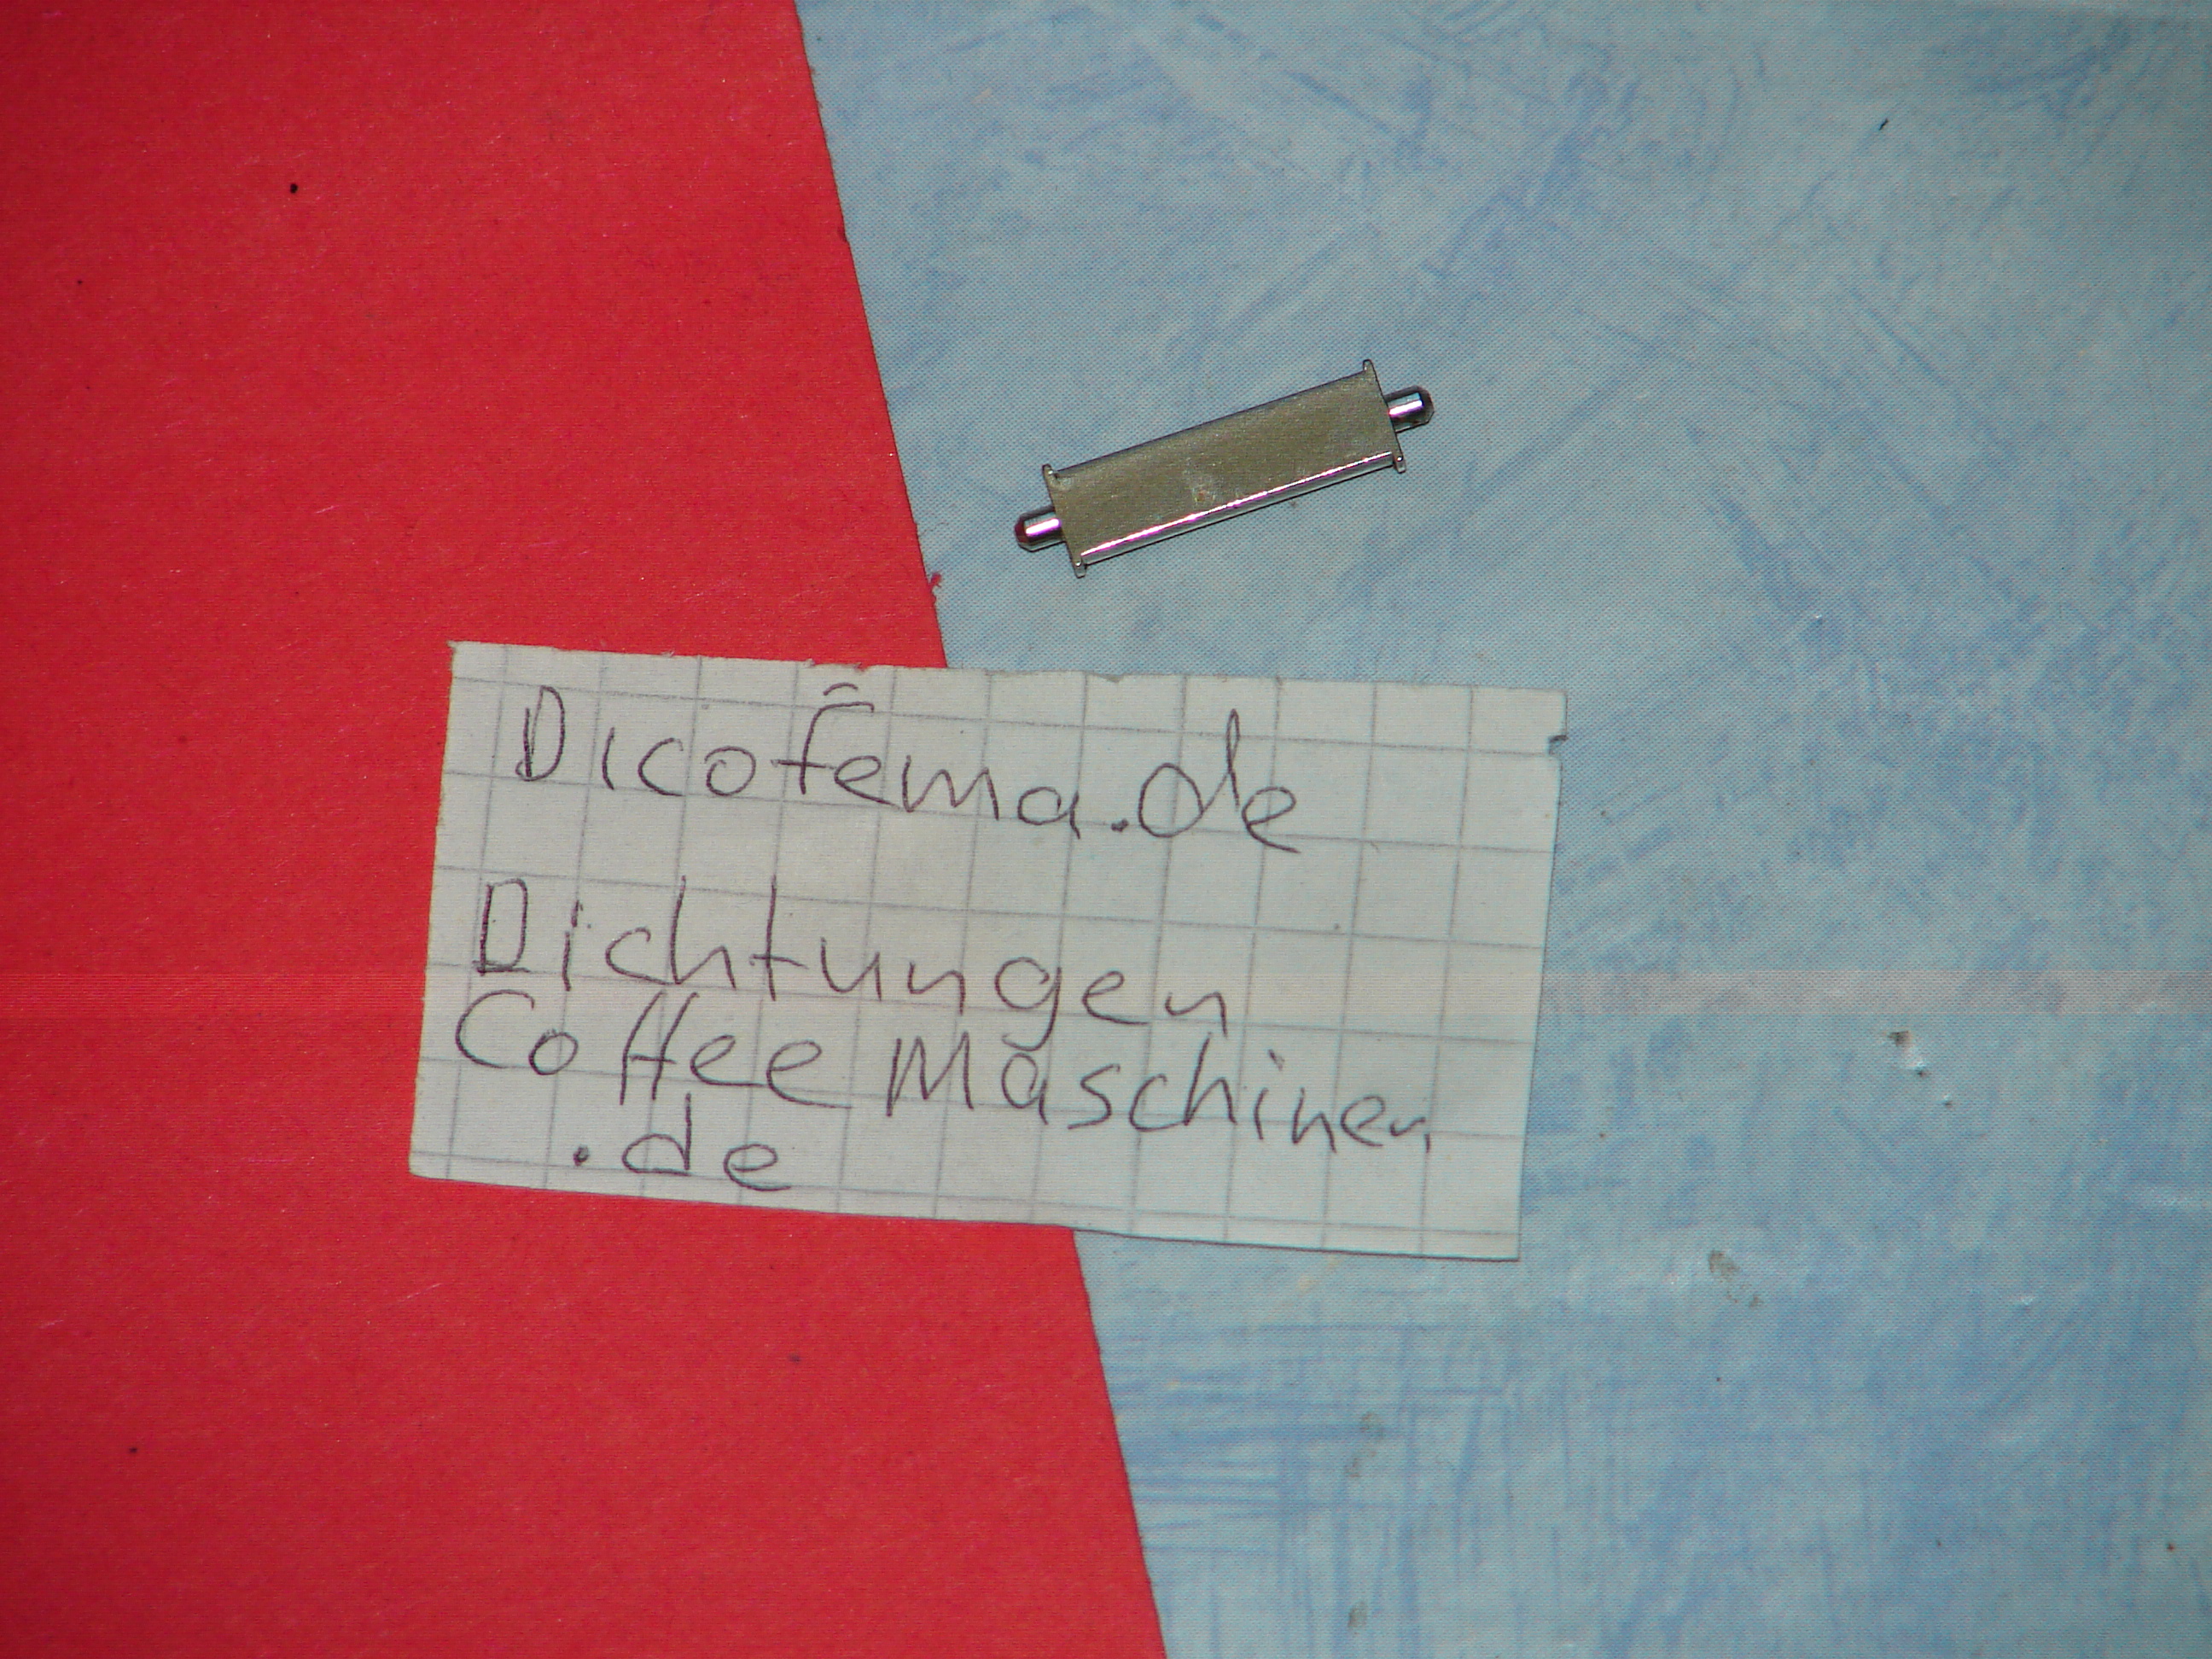 Dicofema.de
Dichtungen
Coffee Maschinen
.de